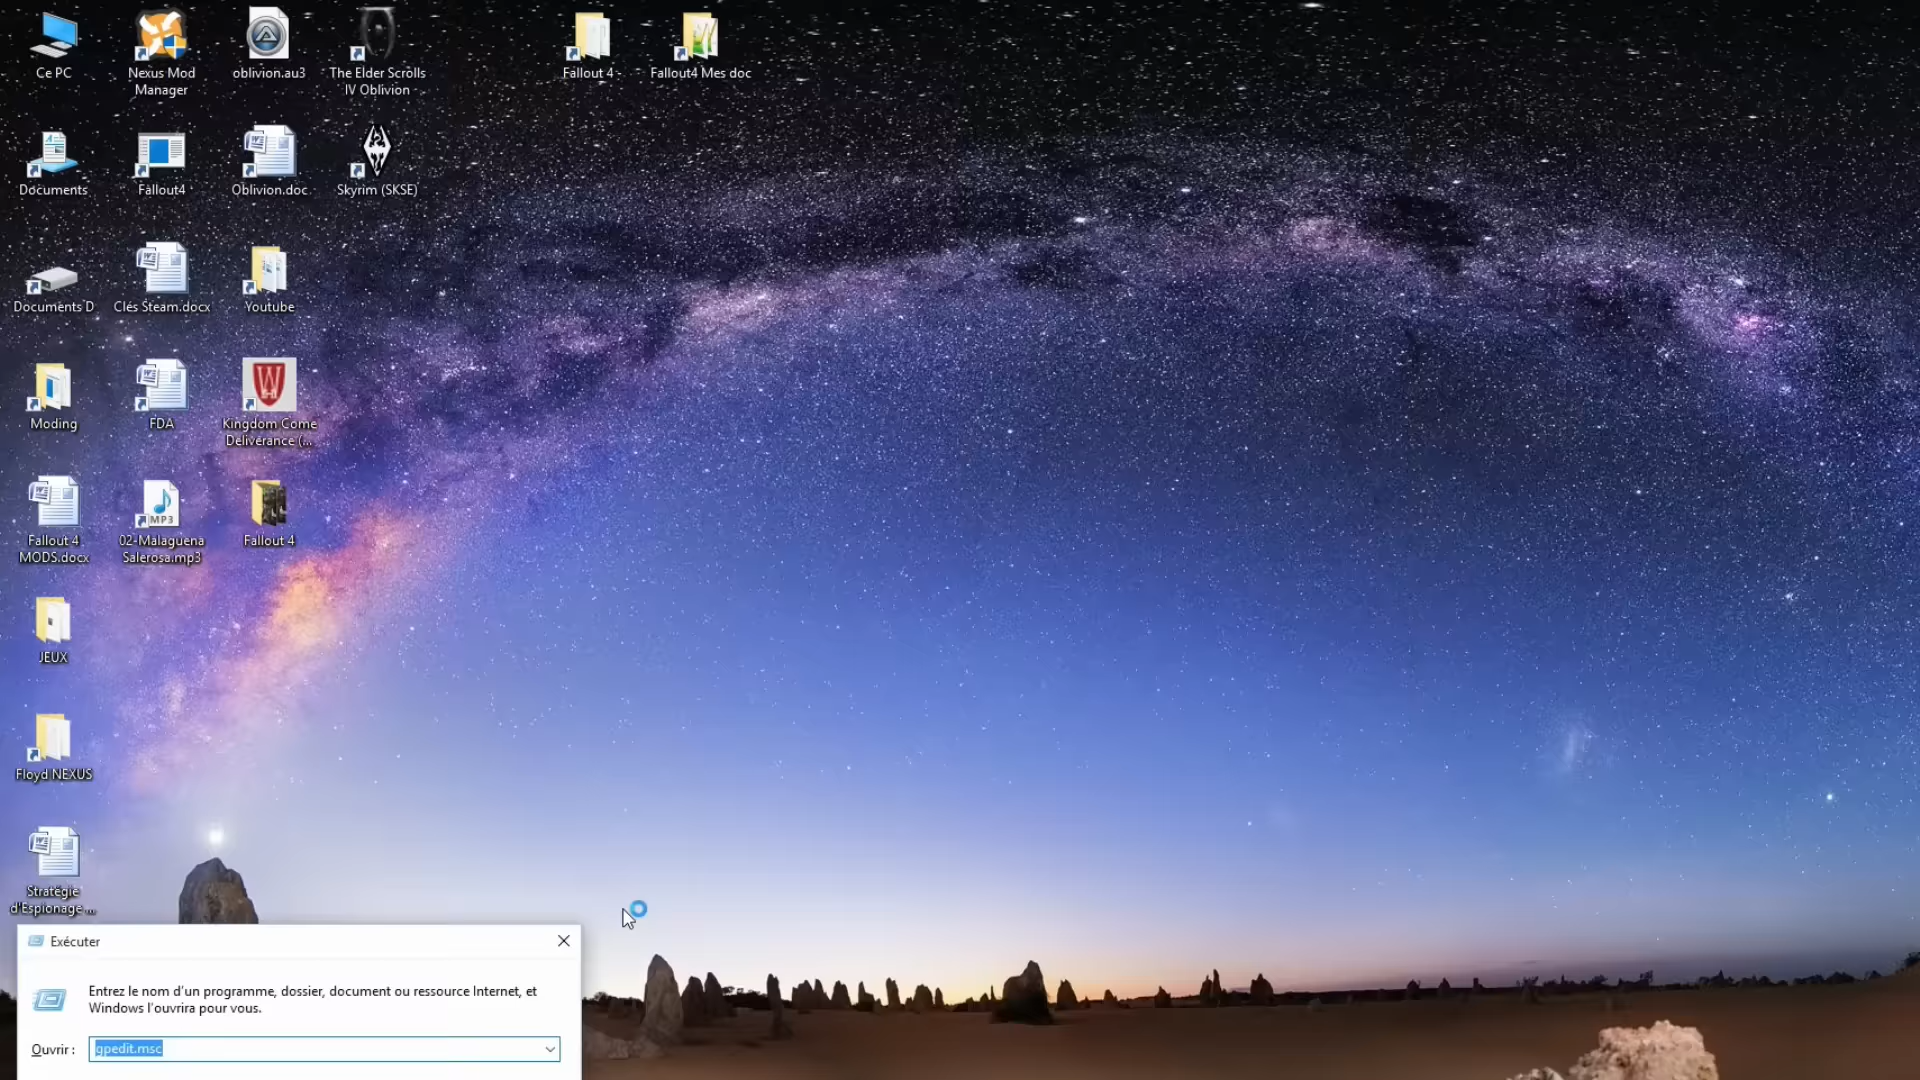 Ce PC
Nexus Mod
Manager
oblivion.au3
The Elder Scrolls
IV Oblivion
Fallout 4 -
Fallout4 Mes doc
Documents
Fallout4
Oblivion.doc
Skyrim (SKSE)
Documents D
Clés Steam.docx
Youtube
Moding
FDA
Kingdom Come
Deliverance (...
Fallout 4
MODS.docx
MP3
02-Malaguena
Salerosa.mp3
Fallout 4
JEUX
Floyd NEXUS
Stratégie
d'Espionage ...
Exécuter
Entrez le nom d'un programme, dossier, document ou ressource Internet, et
Windows l'ouvrira pour vous.
Ouvrir :
gpedit.msc